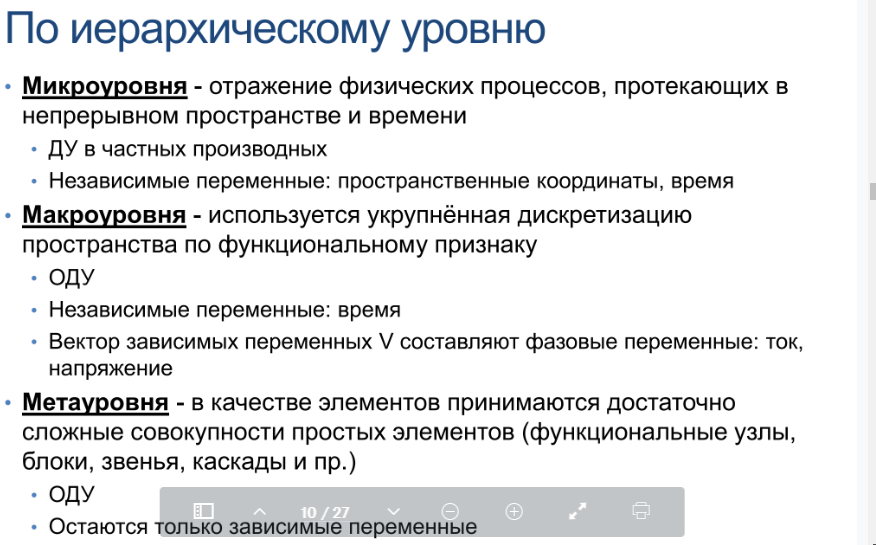 По иерархическому уровню
• Микроуровня - отражение физических процессов, протекающих в
непрерывном пространстве и времени
• ДУ в частных производных
• Независимые переменные: пространственные координаты, время
• Макроуровня - используется укрупнённая дискретизацию
пространства по функциональному признаку
• ОДУ
• Независимые переменные: время
• Вектор зависимых переменных V составляют фазовые переменные: ток,
напряжение
• Метауровня - в качестве элементов принимаются достаточно
сложные совокупности простых элементов (функциональные узлы,
блоки, звенья, каскады и пр.)
• ОДУ
10 / 27
• Остаются только зависимые переменные